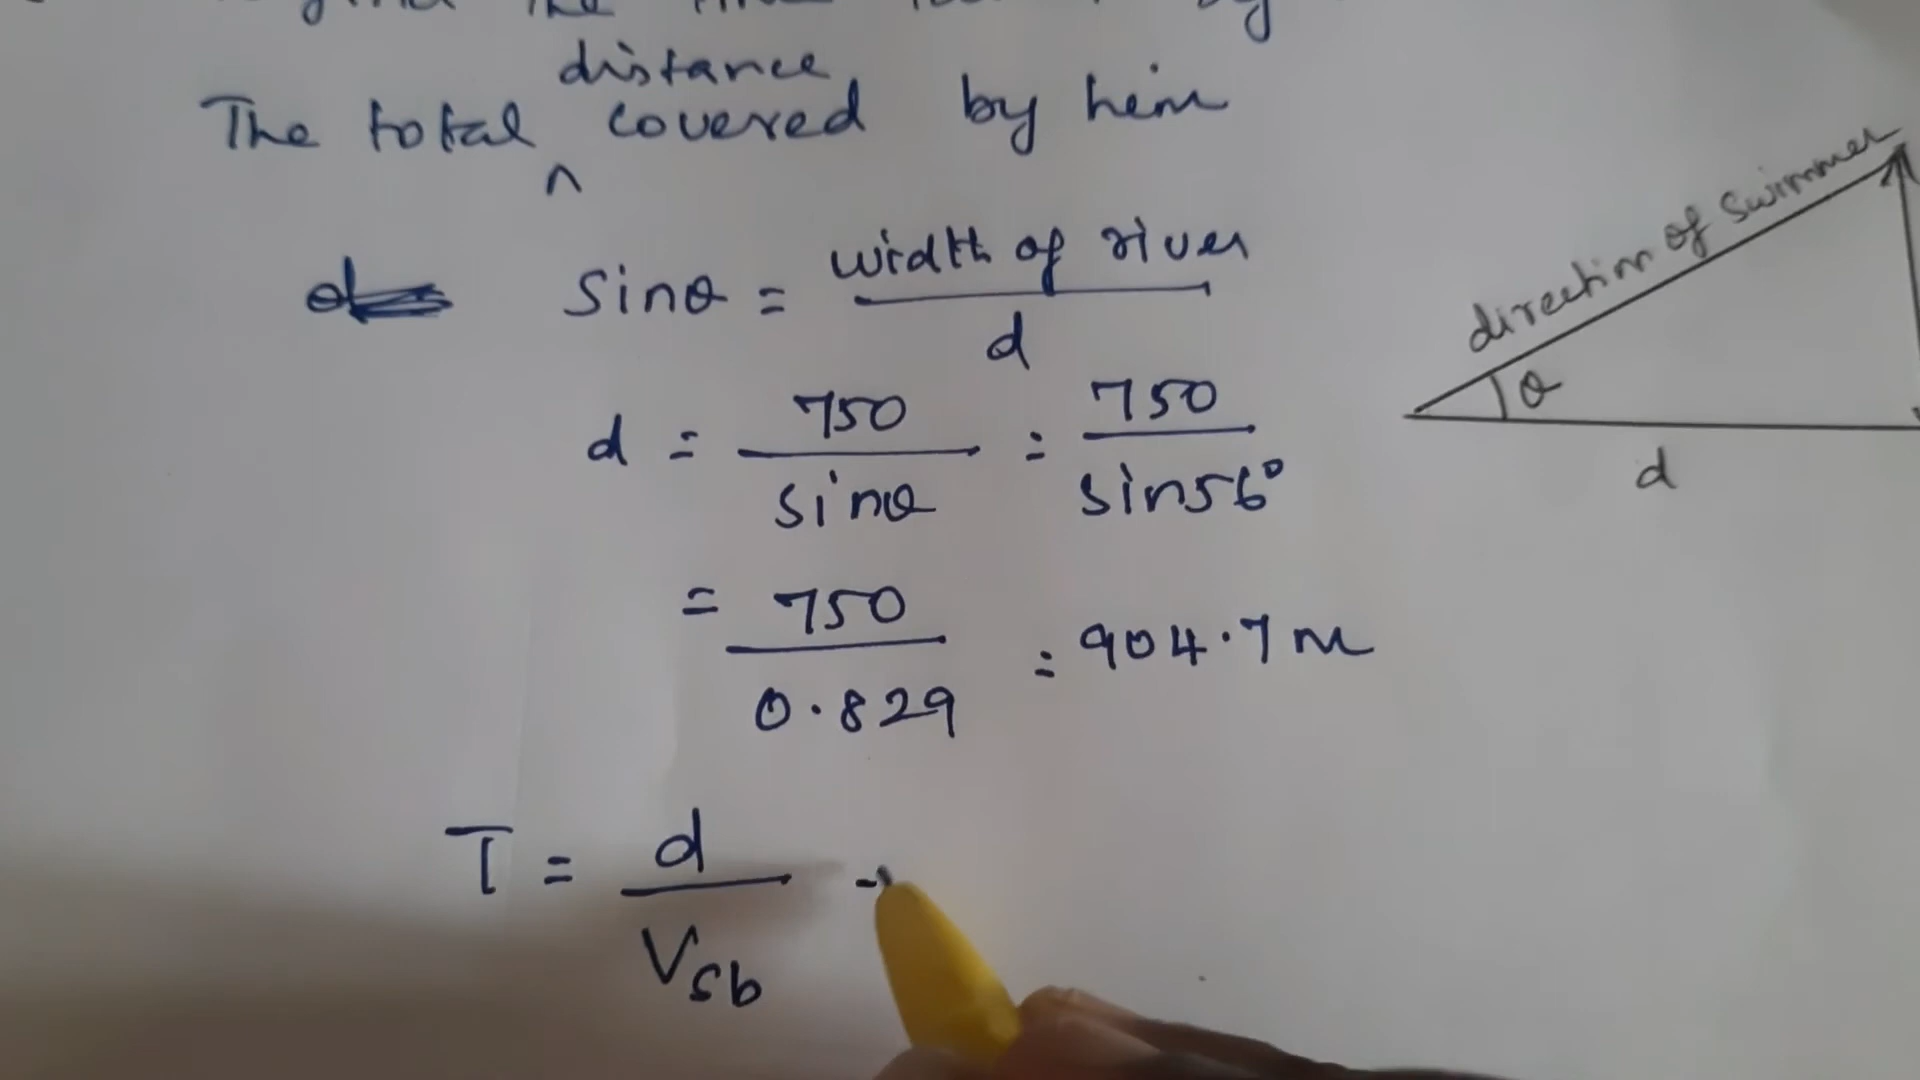 the
distance
The total ^ covered by him
Sinθ = width of river / d
d = 750 / sinθ = 750 / sin56°
= 750 / 0.829 = 904.7 m
T = d / Vsb
direction of swimmer
θ
d